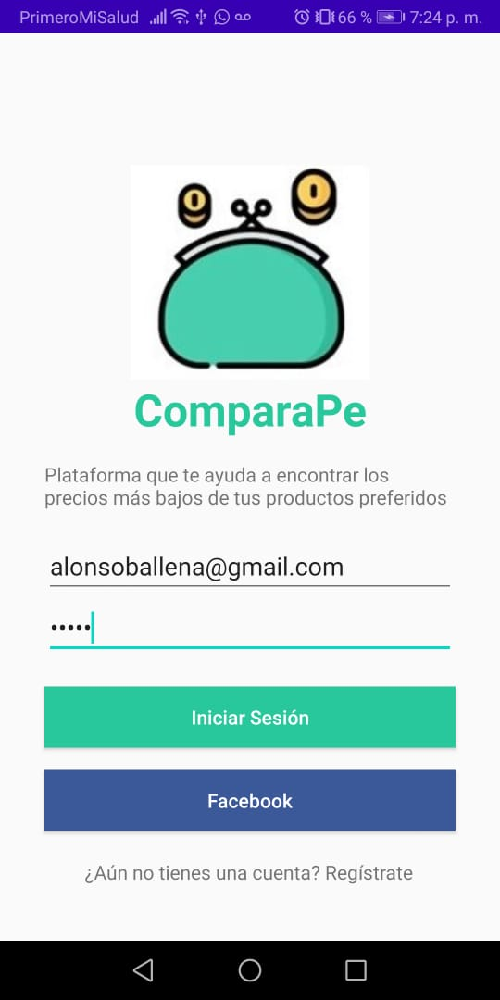 PrimeroMiSalud 66 % 7:24 p. m.
ComparaPe
Plataforma que te ayuda a encontrar los
precios más bajos de tus productos preferidos
alonsoballena@gmail.com
•••••
Iniciar Sesión
Facebook
¿Aún no tienes una cuenta? Regístrate